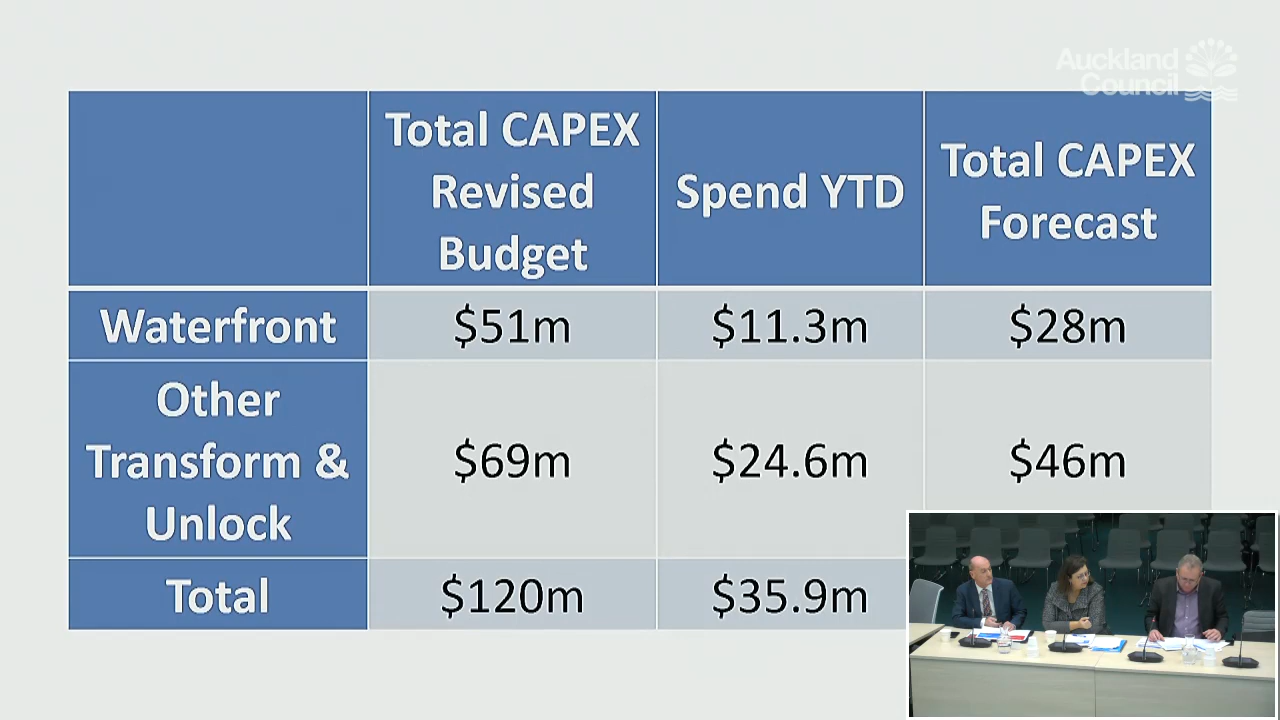 Auckland
Council
Total CAPEX
Revised
Budget
Spend YTD
Total CAPEX
Forecast
Waterfront
$51m
$11.3m
$28m
Other
Transform &
Unlock
$69m
$24.6m
$46m
Total
$120m
$35.9m